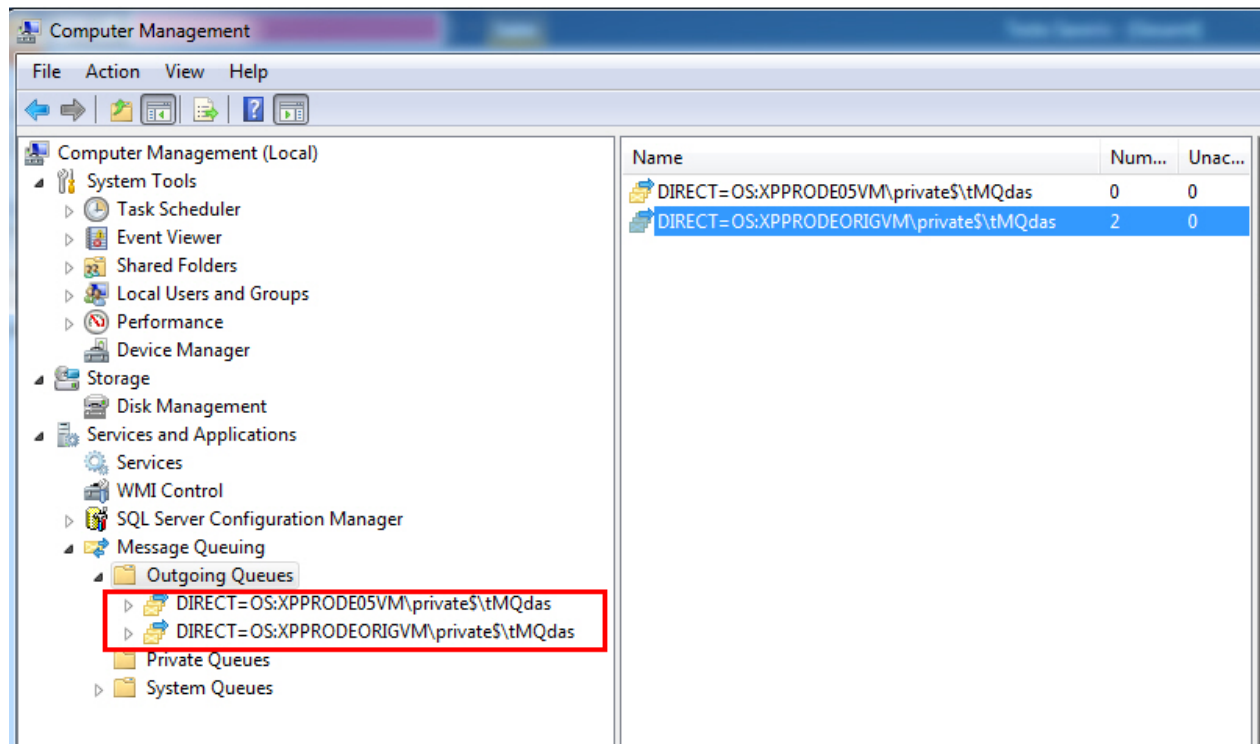 Computer Management
File Action View Help
Computer Management (Local)
System Tools
Task Scheduler
Event Viewer
Shared Folders
Local Users and Groups
Performance
Device Manager
Storage
Disk Management
Services and Applications
Services
WMI Control
SQL Server Configuration Manager
Message Queuing
Outgoing Queues
DIRECT=OS:XPPRODE05VM\private$\tMQdas
DIRECT=OS:XPPRODEORIGVM\private$\tMQdas
Private Queues
System Queues
Name Num... Unac...
DIRECT=OS:XPPRODE05VM\private$\tMQdas 0 0
DIRECT=OS:XPPRODEORIGVM\private$\tMQdas 2 0